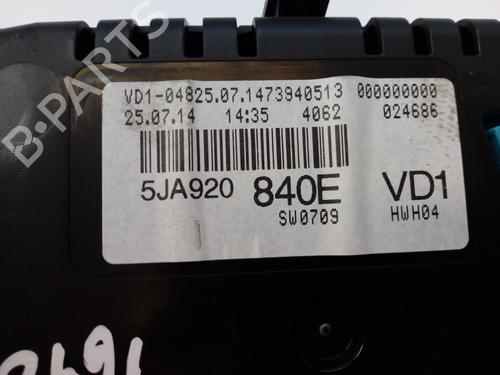 B-PARTS
VD1-04825.07.1473940513 000000000
25.07.14 14:35 4062 024686
5JA920 840E VD1
SW0709 HWH04